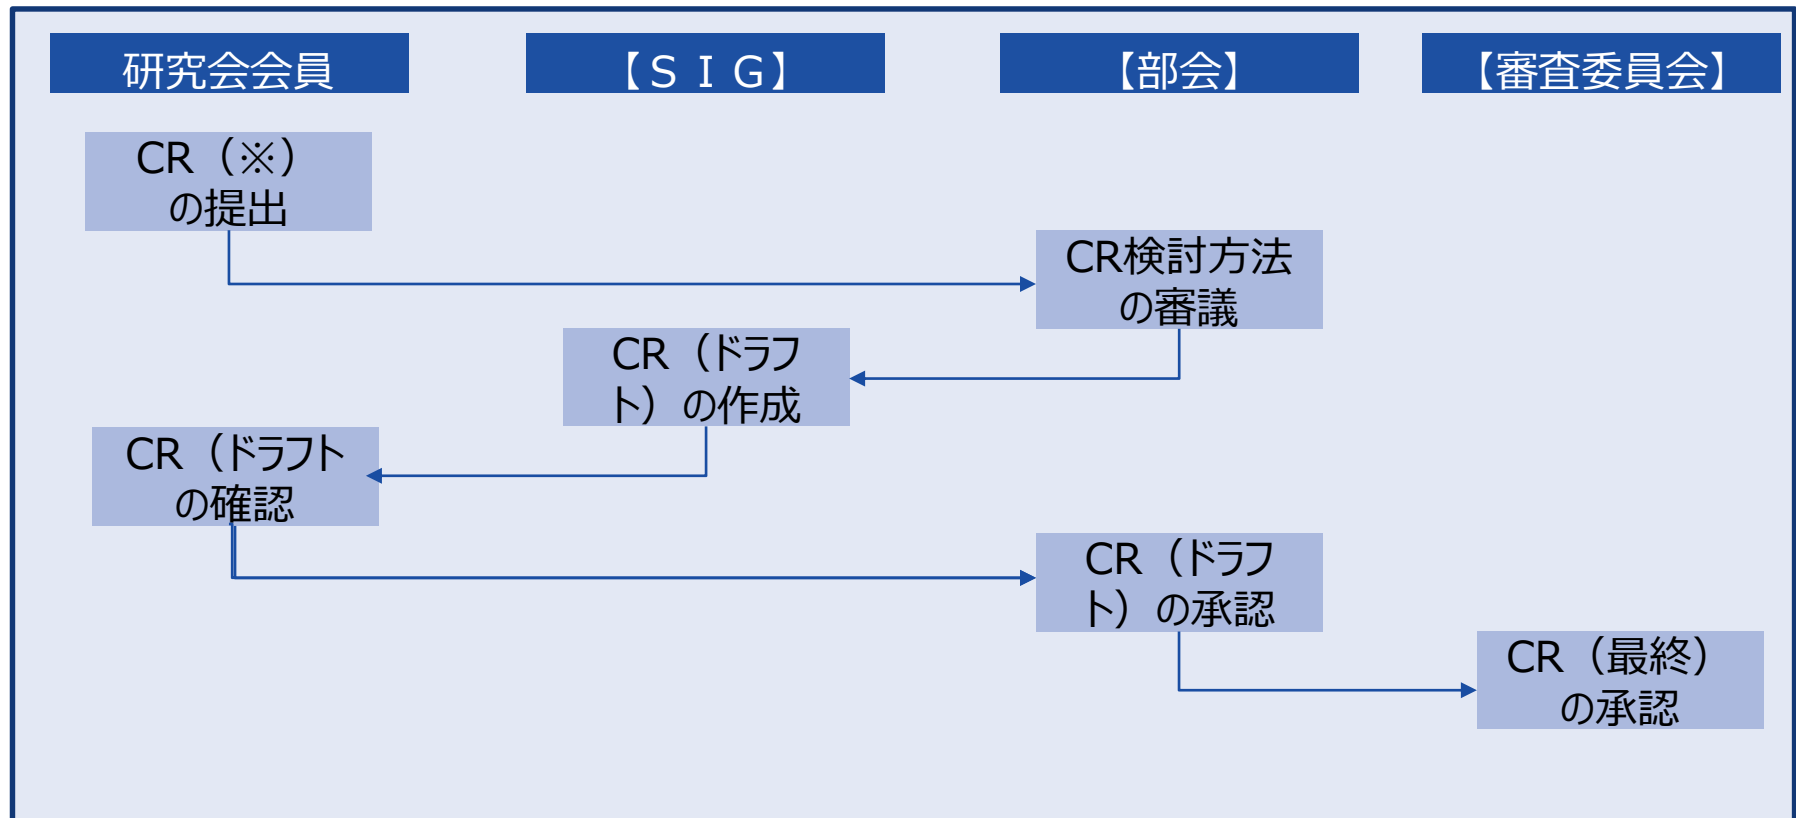 研究会会員
【ＳＩＧ】
【部会】
【審査委員会】
CR（※）
の提出
CR検討方法
の審議
CR（ドラフ
ト）の作成
CR（ドラフト
の確認
CR（ドラフ
ト）の承認
CR（最終）
の承認